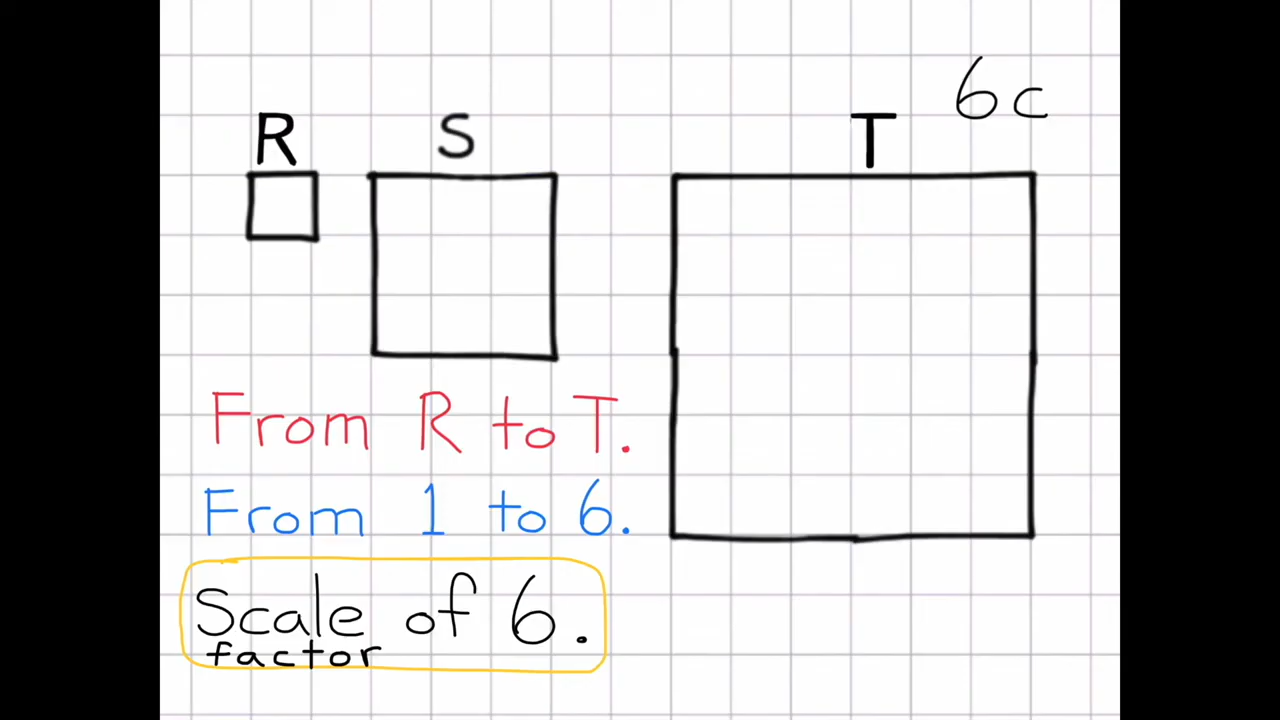 6c
R S T
From R to T.
From 1 to 6.
Scale of 6.
factor